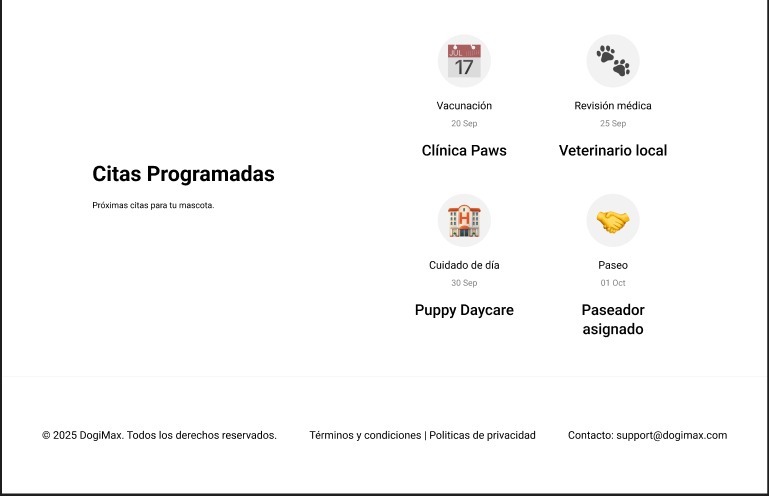 Citas Programadas
Próximas citas para tu mascota.
JUL
17
Vacunación
20 Sep
Clínica Paws
Revisión médica
25 Sep
Veterinario local
H
Cuidado de día
30 Sep
Puppy Daycare
Paseo
01 Oct
Paseador
asignado
© 2025 DogiMax. Todos los derechos reservados.
Términos y condiciones | Politicas de privacidad
Contacto: support@dogimax.com